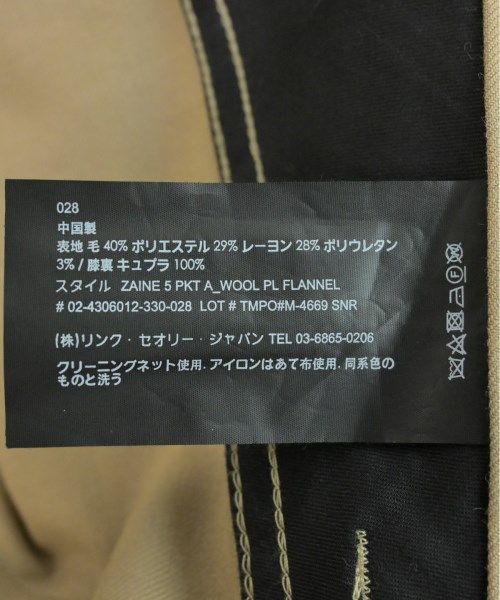 028
中国製
表地 毛 40% ポリエステル 29% レーヨン 28% ポリウレタン
3% / 膝裏 キュプラ 100%
スタイル ZAINE 5 PKT A_WOOL PL FLANNEL
# 02-4306012-330-028 LOT # TMPO#M-4669 SNR
(株)リンク・セオリー・ジャパン TEL 03-6865-0206
クリーニングネット使用. アイロンはあて布使用. 同系色の
ものと洗う